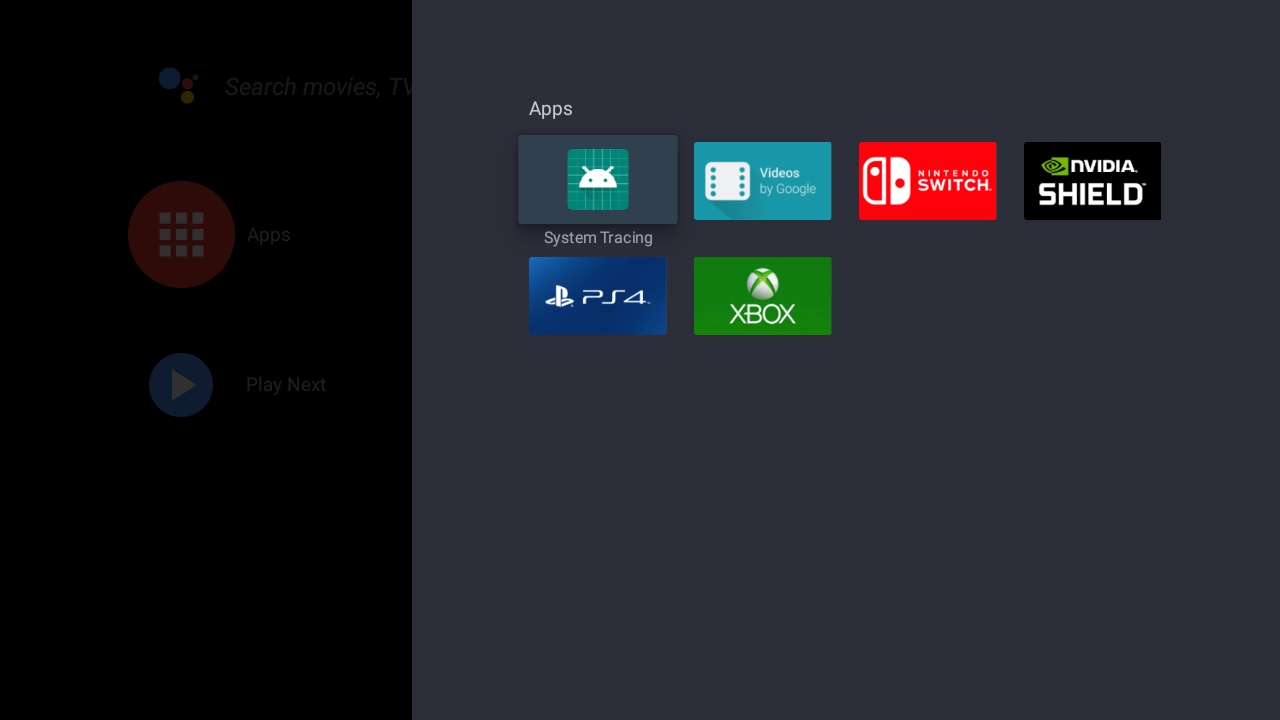 Search movies, TV
Apps
Play Next
Apps
System Tracing
Videos
by Google
NINTENDO
SWITCH
NVIDIA
SHIELD
PS4
XBOX